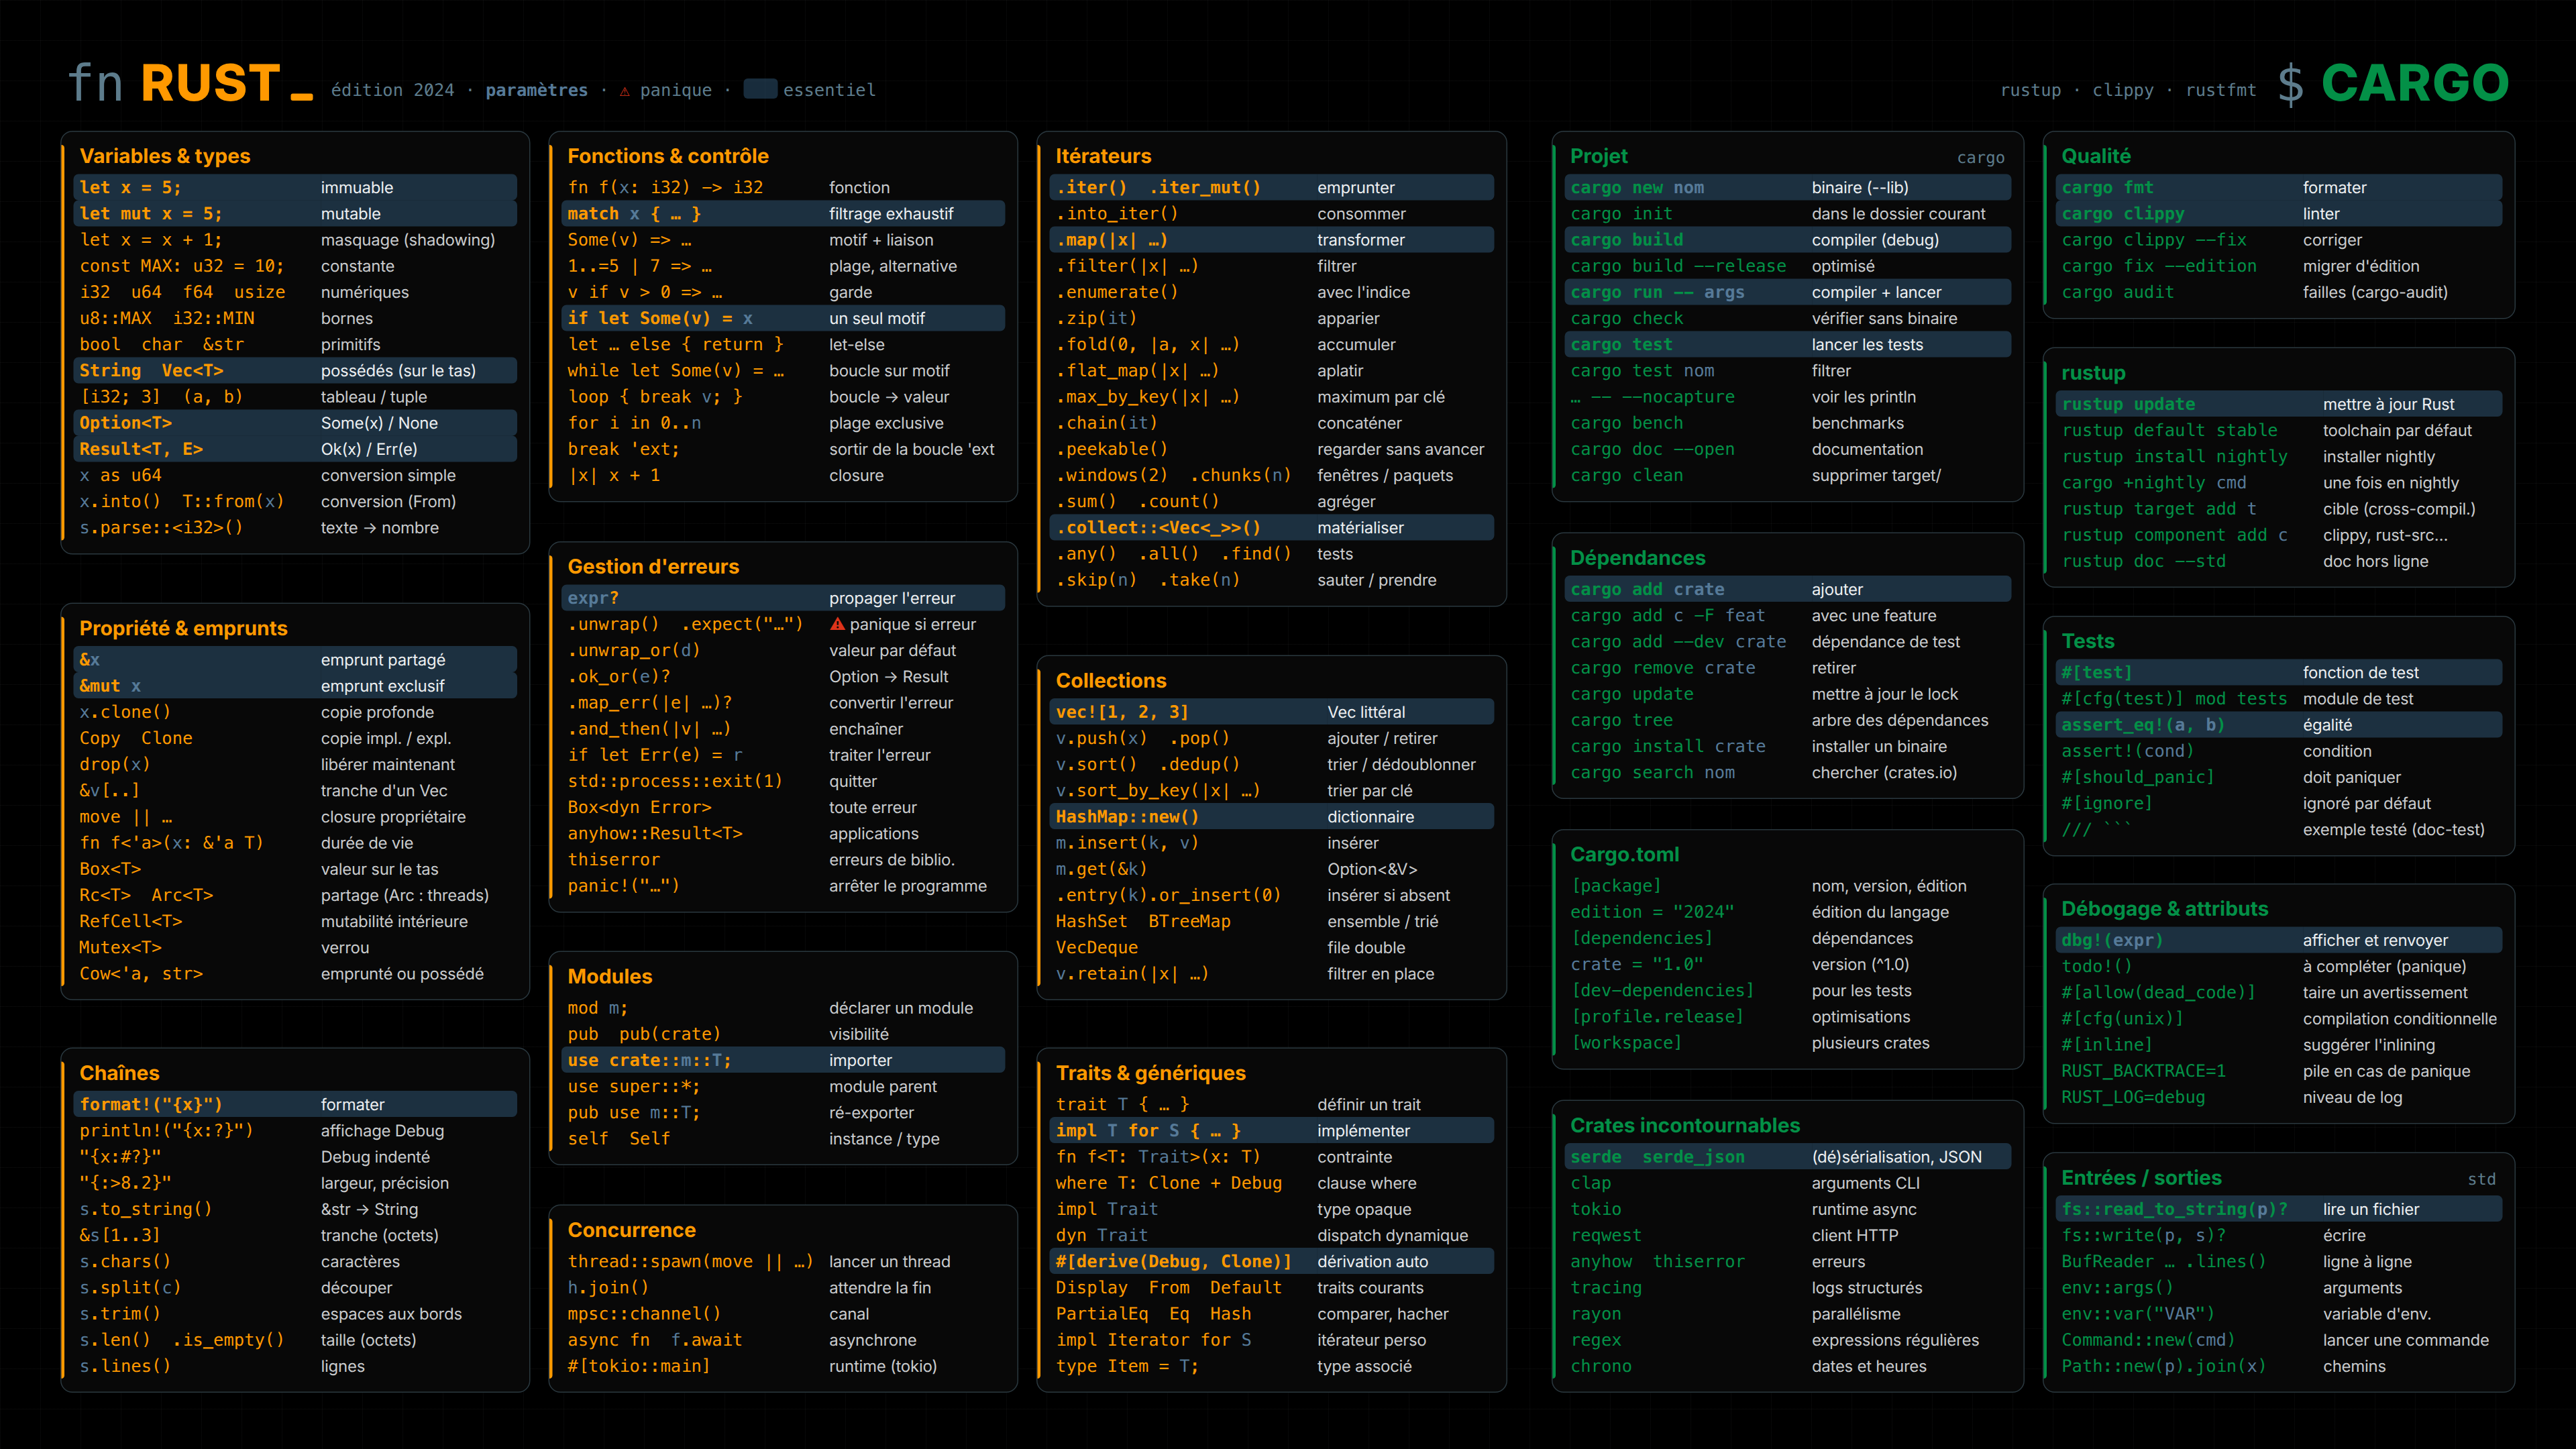 fn RUST_ édition 2024 · paramètres · ⚠ panique · essentiel
rustup · clippy · rustfmt $ CARGO
Variables & types
let x = 5; immuable
let mut x = 5; mutable
let x = x + 1; masquage (shadowing)
const MAX: u32 = 10; constante
i32 u64 f64 usize numériques
u8::MAX i32::MIN bornes
bool char &str primitifs
String Vec<T> possédés (sur le tas)
[i32; 3] (a, b) tableau / tuple
Option<T> Some(x) / None
Result<T, E> Ok(x) / Err(e)
x as u64 conversion simple
x.into() T::from(x) conversion (From)
s.parse::<i32>() texte → nombre
Propriété & emprunts
&x emprunt partagé
&mut x emprunt exclusif
x.clone() copie profonde
Copy Clone copie impl. / expl.
drop(x) libérer maintenant
&v[..] tranche d'un Vec
move || … closure propriétaire
fn f<'a>(x: &'a T) durée de vie
Box<T> valeur sur le tas
Rc<T> Arc<T> partage (Arc : threads)
RefCell<T> mutabilité intérieure
Mutex<T> verrou
Cow<'a, str> emprunté ou possédé
Chaînes
format!("{x}") formater
println!("{x:?}") affichage Debug
"{x:#?}" Debug indenté
"{:>8.2}" largeur, précision
s.to_string() &str → String
&s[1..3] tranche (octets)
s.chars() caractères
s.split(c) découper
s.trim() espaces aux bords
s.len() .is_empty() taille (octets)
s.lines() lignes
Fonctions & contrôle
fn f(x: i32) -> i32 fonction
match x { … } filtrage exhaustif
Some(v) => … motif + liaison
1..=5 | 7 => … plage, alternative
v if v > 0 => … garde
if let Some(v) = x un seul motif
let … else { return } let-else
while let Some(v) = … boucle sur motif
loop { break v; } boucle → valeur
for i in 0..n plage exclusive
break 'ext; sortir de la boucle 'ext
|x| x + 1 closure
Gestion d'erreurs
expr? propager l'erreur
.unwrap() .expect("…") ⚠ panique si erreur
.unwrap_or(d) valeur par défaut
.ok_or(e)? Option → Result
.map_err(|e| …)? convertir l'erreur
.and_then(|v| …) enchaîner
if let Err(e) = r traiter l'erreur
std::process::exit(1) quitter
Box<dyn Error> toute erreur
anyhow::Result<T> applications
thiserror erreurs de biblio.
panic!("…") arrêter le programme
Modules
mod m; déclarer un module
pub pub(crate) visibilité
use crate::m::T; importer
use super::*; module parent
pub use m::T; ré-exporter
self Self instance / type
Concurrence
thread::spawn(move || …) lancer un thread
h.join() attendre la fin
mpsc::channel() canal
async fn f.await asynchrone
#[tokio::main] runtime (tokio)
Itérateurs
.iter() .iter_mut() emprunter
.into_iter() consommer
.map(|x| …) transformer
.filter(|x| …) filtrer
.enumerate() avec l'indice
.zip(it) apparier
.fold(0, |a, x| …) accumuler
.flat_map(|x| …) aplatir
.max_by_key(|x| …) maximum par clé
.chain(it) concaténer
.peekable() regarder sans avancer
.windows(2) .chunks(n) fenêtres / paquets
.sum() .count() agréger
.collect::<Vec<_>>() matérialiser
.any() .all() .find() tests
.skip(n) .take(n) sauter / prendre
Collections
vec![1, 2, 3] Vec littéral
v.push(x) .pop() ajouter / retirer
v.sort() .dedup() trier / dédoublonner
v.sort_by_key(|x| …) trier par clé
HashMap::new() dictionnaire
m.insert(k, v) insérer
m.get(&k) Option<&V>
.entry(k).or_insert(0) insérer si absent
HashSet BTreeMap ensemble / trié
VecDeque file double
v.retain(|x| …) filtrer en place
Traits & génériques
trait T { … } définir un trait
impl T for S { … } implémenter
fn f<T: Trait>(x: T) contrainte
where T: Clone + Debug clause where
impl Trait type opaque
dyn Trait dispatch dynamique
#[derive(Debug, Clone)] dérivation auto
Display From Default traits courants
PartialEq Eq Hash comparer, hacher
impl Iterator for S itérateur perso
type Item = T; type associé
Projet cargo
cargo new nom binaire (--lib)
cargo init dans le dossier courant
cargo build compiler (debug)
cargo build --release optimisé
cargo run -- args compiler + lancer
cargo check vérifier sans binaire
cargo test lancer les tests
cargo test nom filtrer
… -- --nocapture voir les println
cargo bench benchmarks
cargo doc --open documentation
cargo clean supprimer target/
Dépendances
cargo add crate ajouter
cargo add c -F feat avec une feature
cargo add --dev crate dépendance de test
cargo remove crate retirer
cargo update mettre à jour le lock
cargo tree arbre des dépendances
cargo install crate installer un binaire
cargo search nom chercher (crates.io)
Cargo.toml
[package] nom, version, édition
edition = "2024" édition du langage
[dependencies] dépendances
crate = "1.0" version (^1.0)
[dev-dependencies] pour les tests
[profile.release] optimisations
[workspace] plusieurs crates
Crates incontournables
serde serde_json (dé)sérialisation, JSON
clap arguments CLI
tokio runtime async
reqwest client HTTP
anyhow thiserror erreurs
tracing logs structurés
rayon parallélisme
regex expressions régulières
chrono dates et heures
Qualité
cargo fmt formater
cargo clippy linter
cargo clippy --fix corriger
cargo fix --edition migrer d'édition
cargo audit failles (cargo-audit)
rustup
rustup update mettre à jour Rust
rustup default stable toolchain par défaut
rustup install nightly installer nightly
cargo +nightly cmd une fois en nightly
rustup target add t cible (cross-compil.)
rustup component add c clippy, rust-src…
rustup doc --std doc hors ligne
Tests
#[test] fonction de test
#[cfg(test)] mod tests module de test
assert_eq!(a, b) égalité
assert!(cond) condition
#[should_panic] doit paniquer
#[ignore] ignoré par défaut
/// ``` exemple testé (doc-test)
Débogage & attributs
dbg!(expr) afficher et renvoyer
todo!() à compléter (panique)
#[allow(dead_code)] taire un avertissement
#[cfg(unix)] compilation conditionnelle
#[inline] suggérer l'inlining
RUST_BACKTRACE=1 pile en cas de panique
RUST_LOG=debug niveau de log
Entrées / sorties std
fs::read_to_string(p)? lire un fichier
fs::write(p, s)? écrire
BufReader … .lines() ligne à ligne
env::args() arguments
env::var("VAR") variable d'env.
Command::new(cmd) lancer une commande
Path::new(p).join(x) chemins